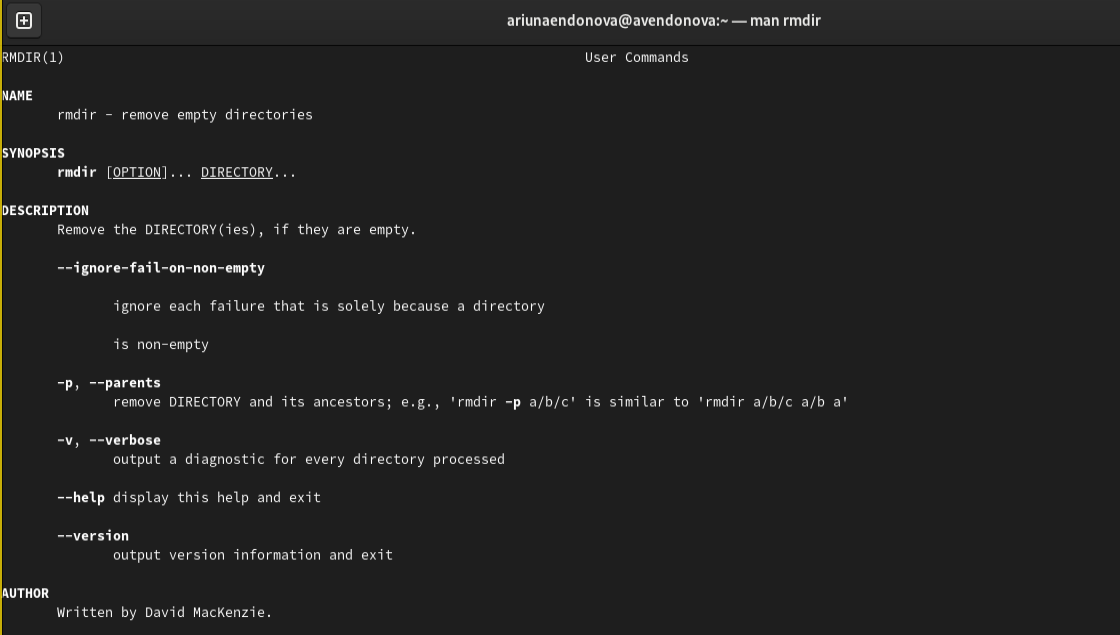 ariunaendonova@avendonova:~ — man rmdir
RMDIR(1) User Commands
NAME
rmdir - remove empty directories
SYNOPSIS
rmdir [OPTION]... DIRECTORY...
DESCRIPTION
Remove the DIRECTORY(ies), if they are empty.
--ignore-fail-on-non-empty
ignore each failure that is solely because a directory
is non-empty
-p, --parents
remove DIRECTORY and its ancestors; e.g., 'rmdir -p a/b/c' is similar to 'rmdir a/b/c a/b a'
-v, --verbose
output a diagnostic for every directory processed
--help display this help and exit
--version
output version information and exit
AUTHOR
Written by David MacKenzie.